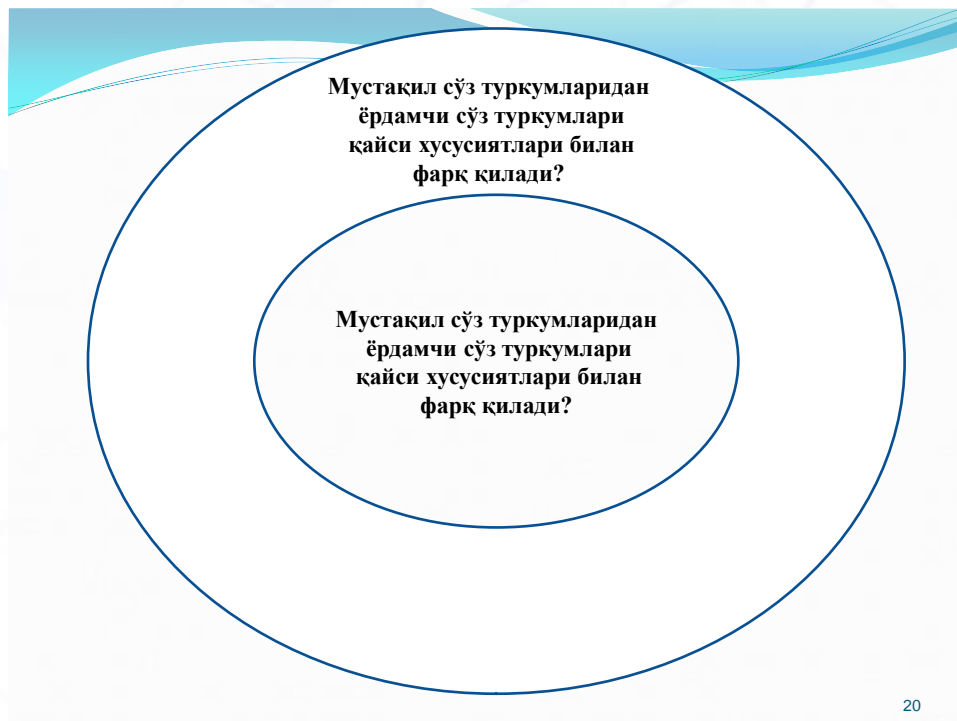 Мустақил сўз туркумларидан
ёрдамчи сўз туркумлари
қайси хусусиятлари билан
фарқ қилади?
Мустақил сўз туркумларидан
ёрдамчи сўз туркумлари
қайси хусусиятлари билан
фарқ қилади?
20